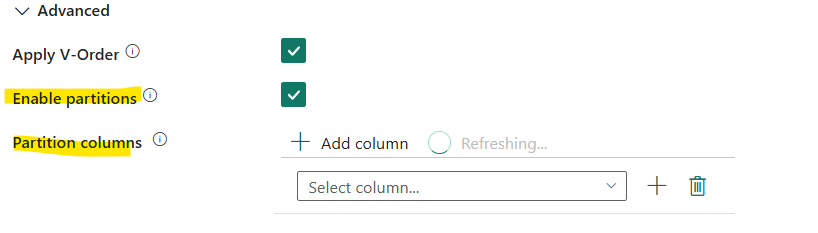 Advanced
Apply V-Order
Enable partitions
Partition columns
Add column Refreshing...
Select column...